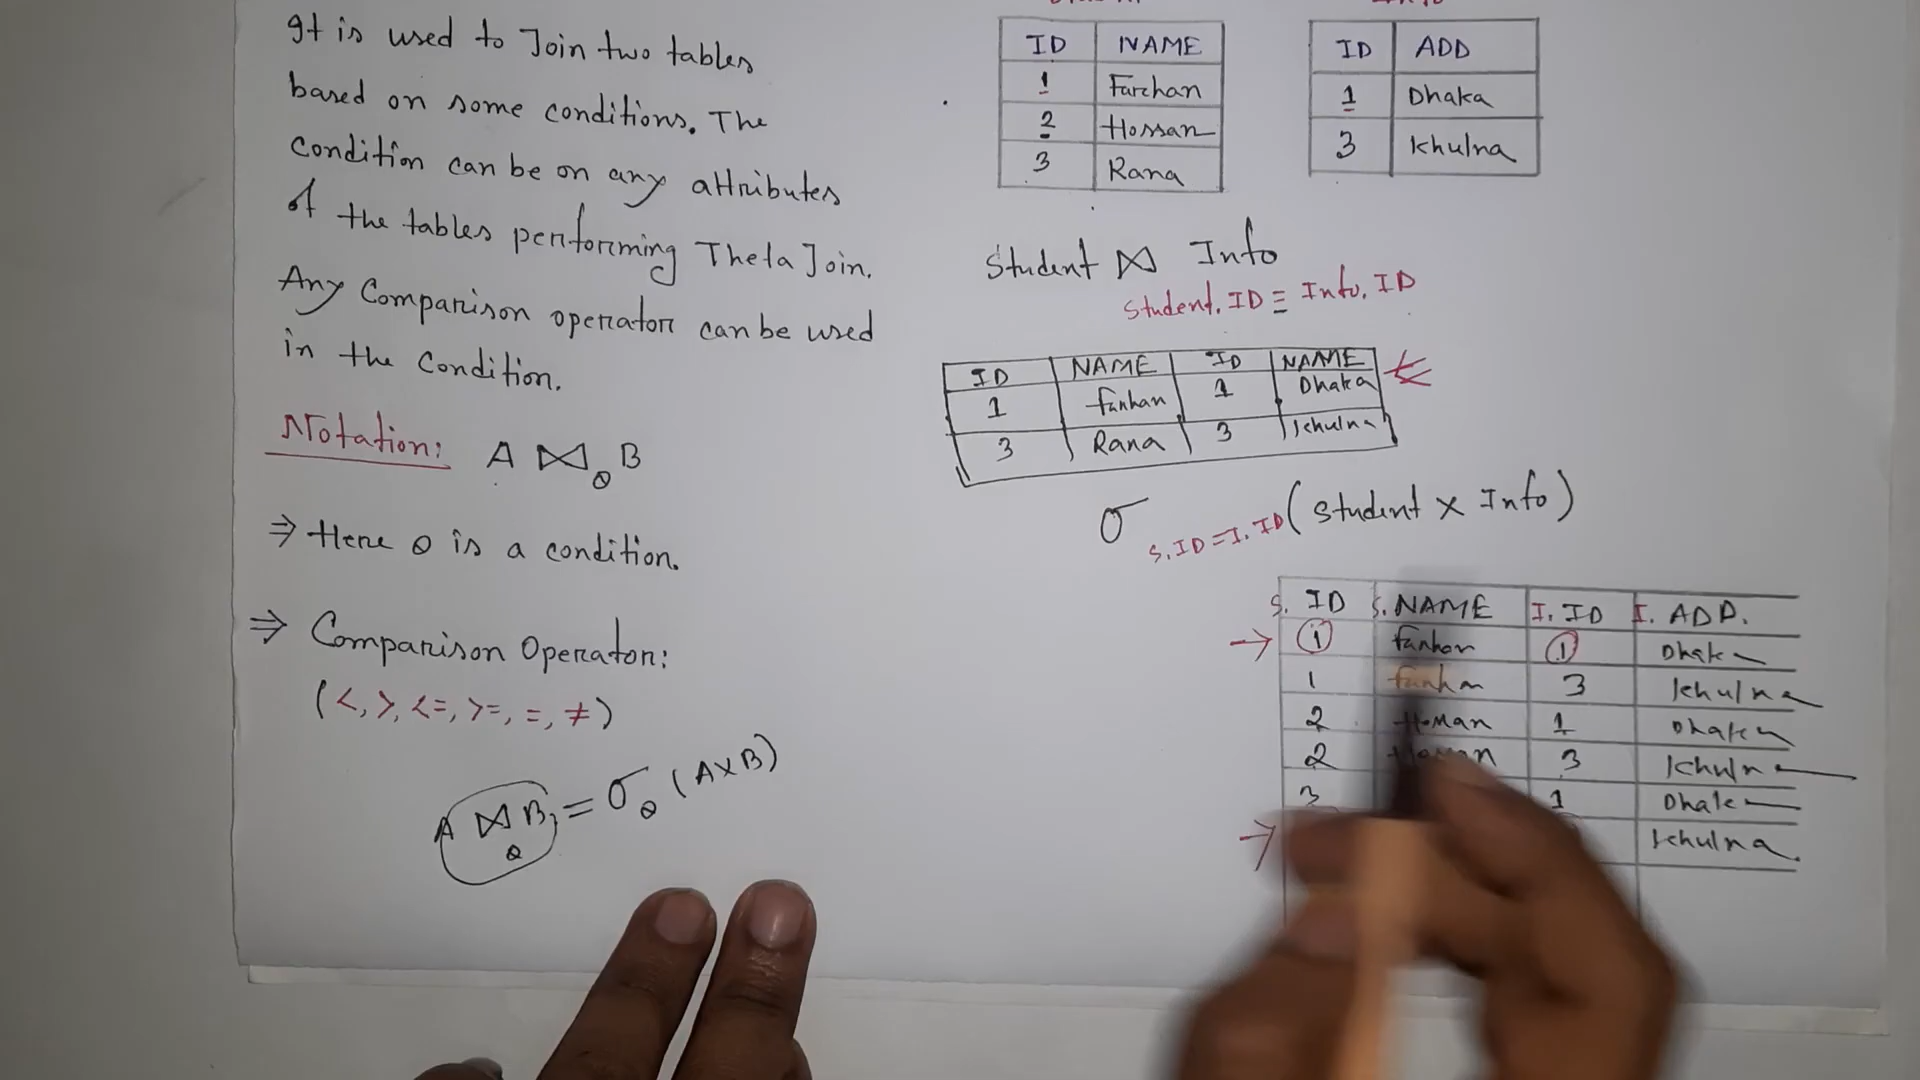 It is used to Join two tables
based on some conditions. The
condition can be on any attributes
of the tables performing Theta Join.
Any Comparison operator can be used
in the Condition.
Notation: A ⋈θ B
⇒ Here θ is a condition.
⇒ Comparison Operator:
(<, >, <=, >=, =, ≠)
A ⋈θ B = σθ (A×B)
ID NAME
1 Farhan
2 Hossan
3 Rana
ID ADD
1 Dhaka
3 Khulna
Student ⋈ Info
Student.ID = Info.ID
ID NAME ID NAME
1 Farhan 1 Dhaka
3 Rana 3 Khulna
σ S.ID=I.ID (Student × Info)
S. ID S. NAME I. ID I. ADD.
1 Farhan 1 Dhaka
1 Farhan 3 Khulna
2 Hossan 1 Dhaka
2 3 Khulna
3 1 Dhaka
Khulna